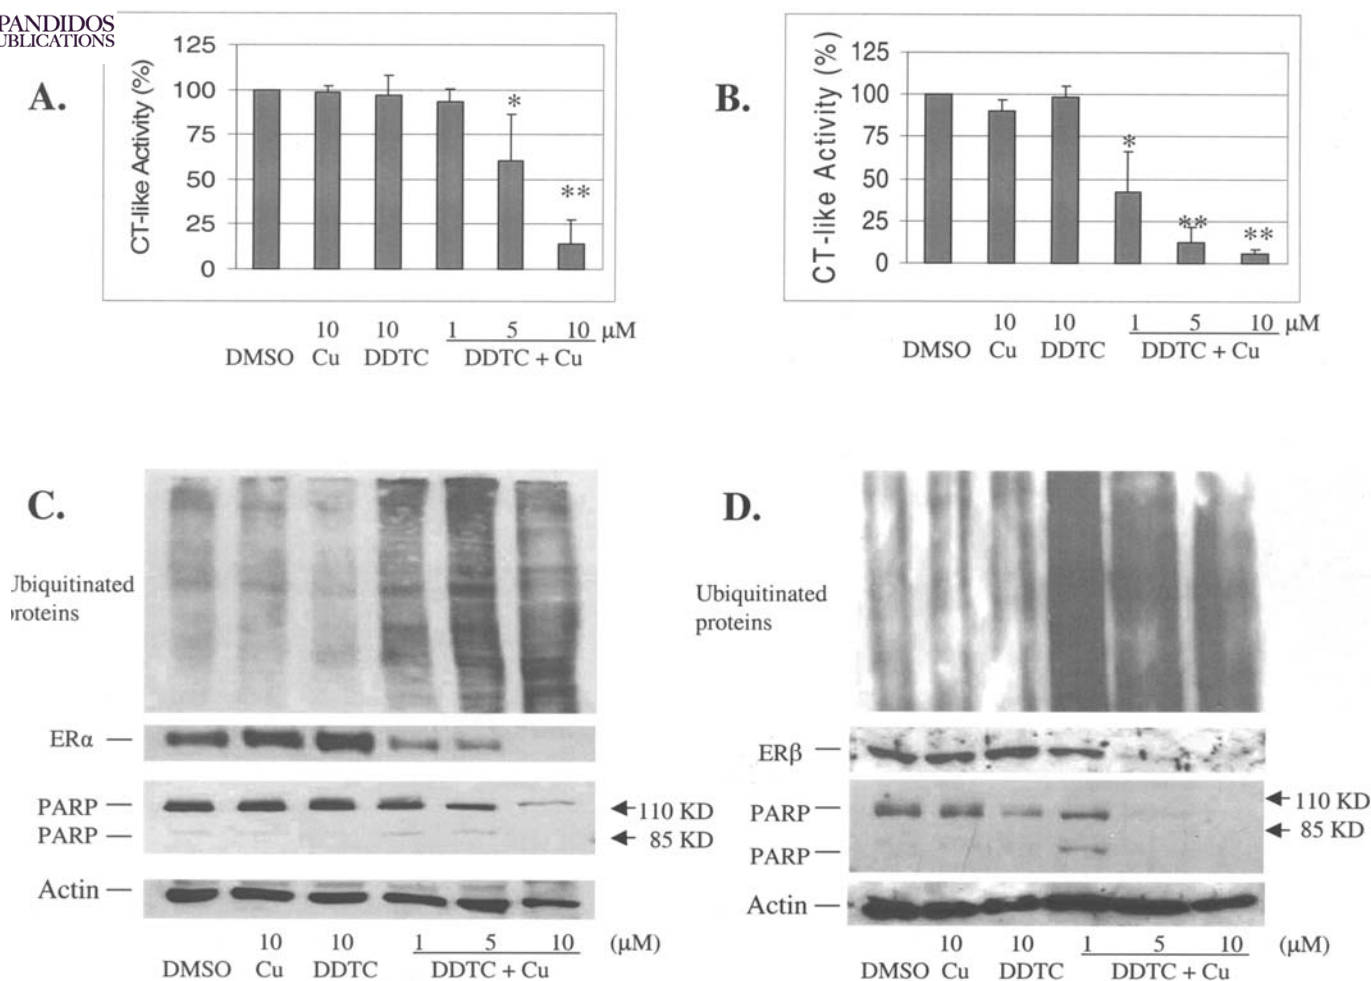 PANDIDOS
UBLICATIONS
A.
CT-like Activity (%)
125
100
75
50
25
0
*
**
10 10 1 5 10 μM
DMSO Cu DDTC DDTC + Cu
B.
CT-like Activity (%)
125
100
75
50
25
0
*
**
**
10 10 1 5 10 μM
DMSO Cu DDTC DDTC + Cu
C.
Ubiquitinated
proteins
ERα
PARP
110 KD
PARP
85 KD
Actin
10 10 1 5 10 (μM)
DMSO Cu DDTC DDTC + Cu
D.
Ubiquitinated
proteins
ERβ
110 KD
PARP
85 KD
PARP
Actin
10 10 1 5 10 (μM)
DMSO Cu DDTC DDTC + Cu